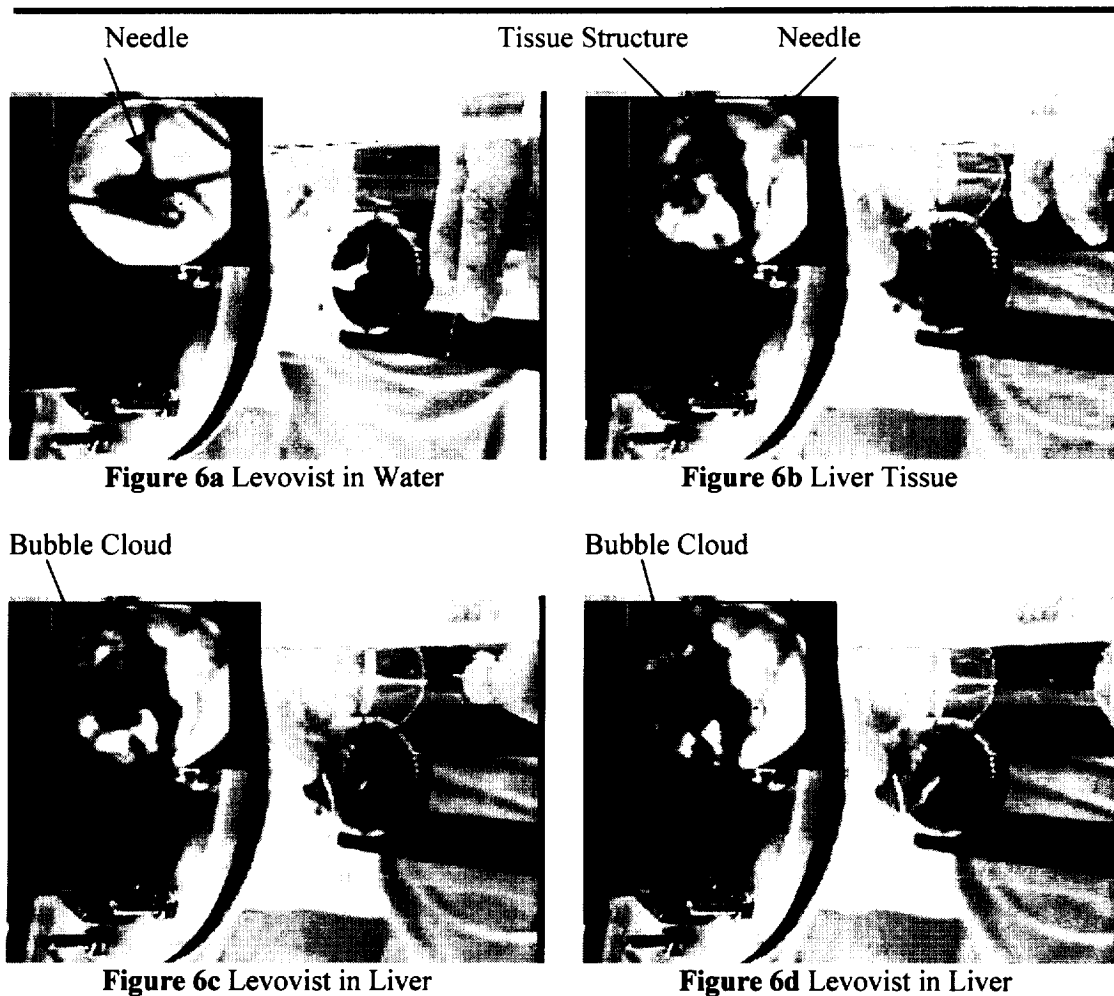 Needle
Tissue Structure Needle
Figure 6a Levovist in Water
Figure 6b Liver Tissue
Bubble Cloud
Bubble Cloud
Figure 6c Levovist in Liver
Figure 6d Levovist in Liver